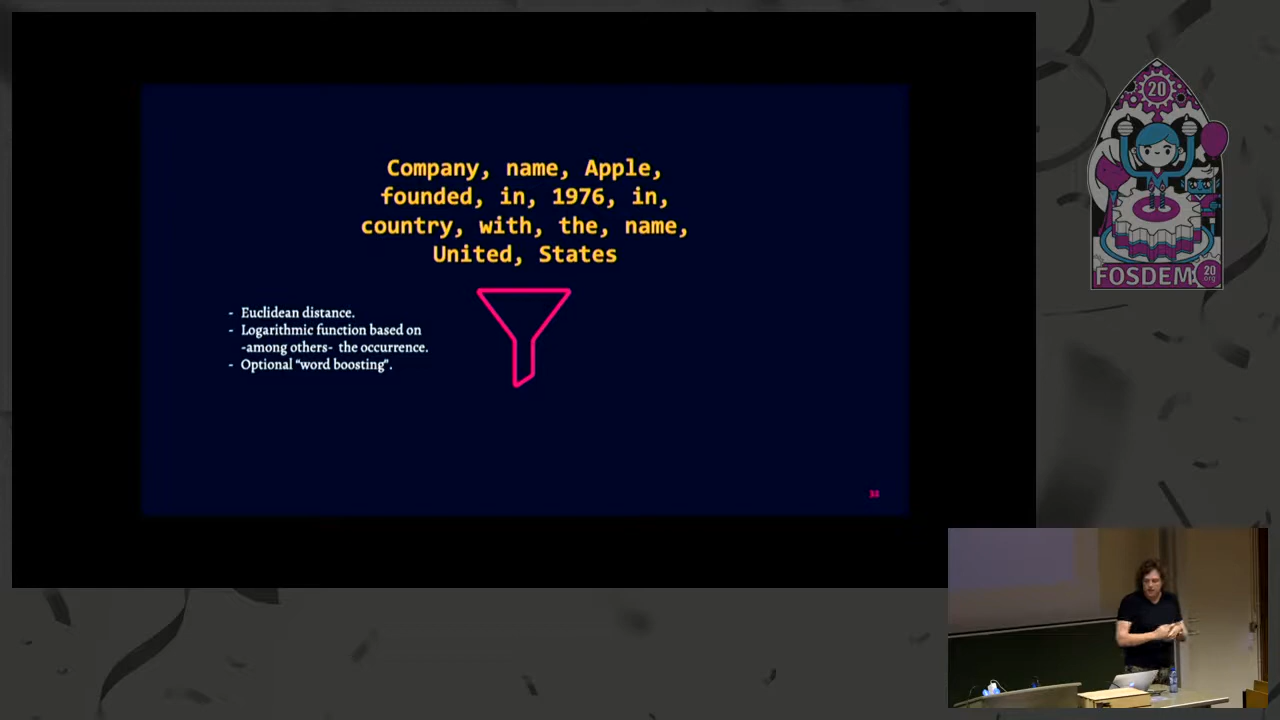 Company, name, Apple,
founded, in, 1976, in,
country, with, the, name,
United, States
- Euclidean distance.
- Logarithmic function based on
-among others- the occurrence.
- Optional “word boosting”.
20
FOSDEM
20
org